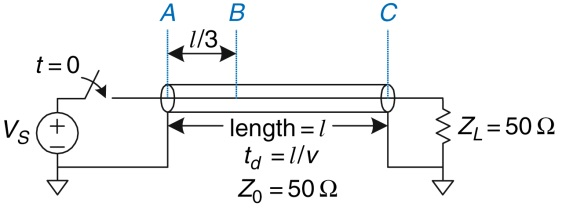 A B C
l/3
t=0
V_S
+
−
length=l
t_d = l/v
Z_0 = 50 Ω
Z_L = 50 Ω